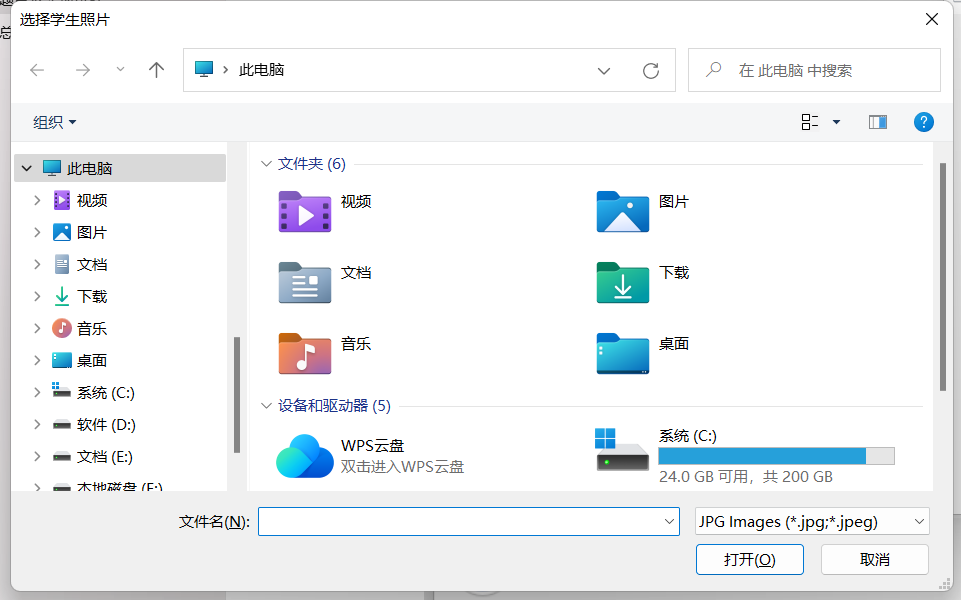 选择学生照片
此电脑
在 此电脑 中搜索
组织
此电脑
视频
图片
文档
下载
音乐
桌面
系统 (C:)
软件 (D:)
文档 (E:)
本地磁盘 (F:)
文件夹 (6)
视频
图片
文档
下载
音乐
桌面
设备和驱动器 (5)
WPS云盘
双击进入WPS云盘
系统 (C:)
24.0 GB 可用，共 200 GB
文件名(N):
JPG Images (*.jpg;*.jpeg)
打开(O)
取消